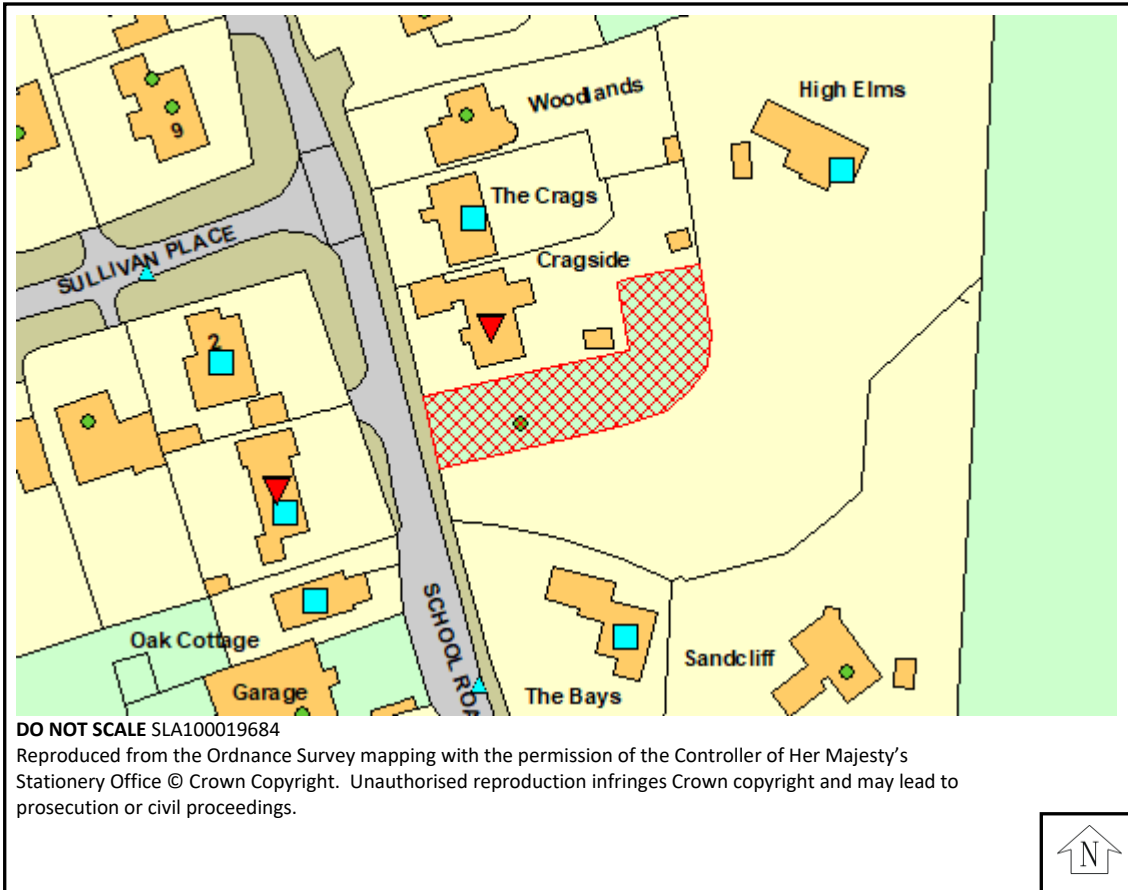 Woodlands
High Elms
9
The Crags
SULLIVAN PLACE
Cragside
2
SCHOOL ROA
Oak Cottage
Sandcliff
Garage
The Bays
DO NOT SCALE SLA100019684
Reproduced from the Ordnance Survey mapping with the permission of the Controller of Her Majesty’s
Stationery Office © Crown Copyright. Unauthorised reproduction infringes Crown copyright and may lead to
prosecution or civil proceedings.
N